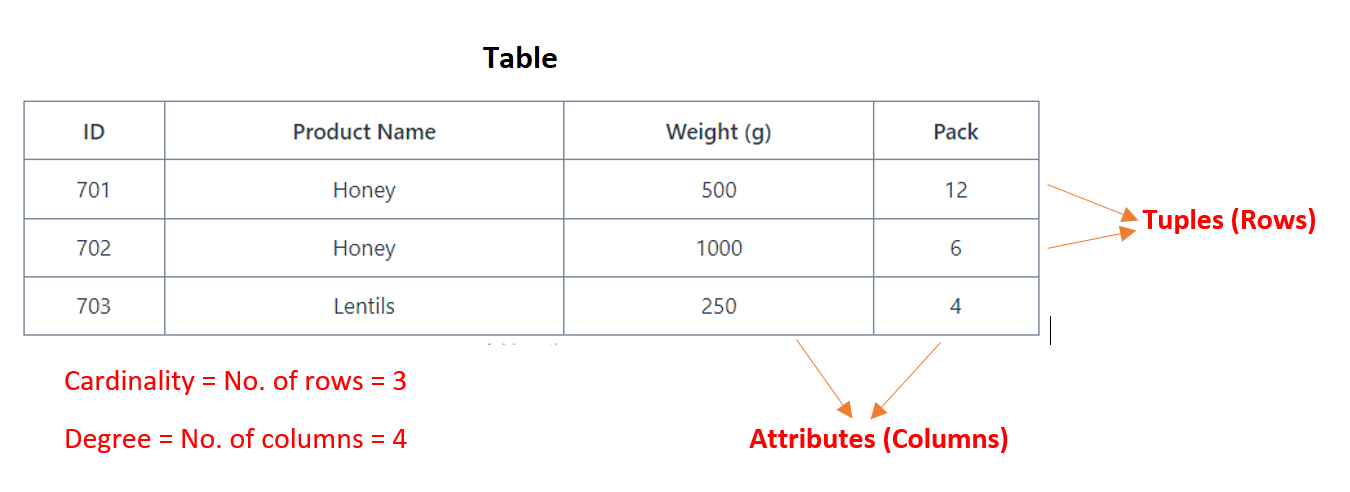 Table
ID Product Name Weight (g) Pack
701 Honey 500 12
702 Honey 1000 6
703 Lentils 250 4
Tuples (Rows)
Cardinality = No. of rows = 3
Degree = No. of columns = 4
Attributes (Columns)